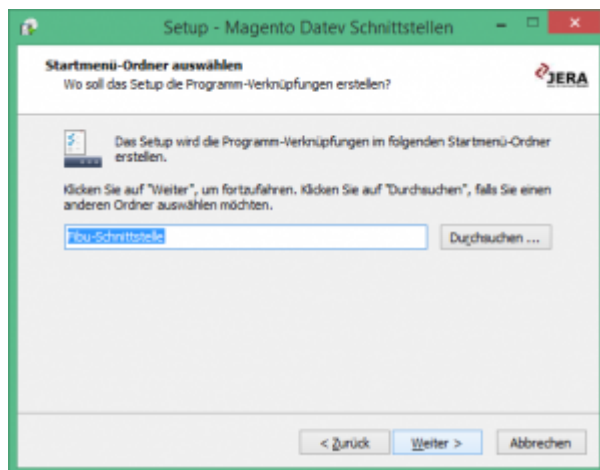 Setup - Magento Datev Schnittstellen
Startmenü-Ordner auswählen
Wo soll das Setup die Programm-Verknüpfungen erstellen?
JERA
Das Setup wird die Programm-Verknüpfungen im folgenden Startmenü-Ordner
erstellen.
Klicken Sie auf "Weiter", um fortzufahren. Klicken Sie auf "Durchsuchen", falls Sie einen
anderen Ordner auswählen möchten.
Fibu-Schnittstelle
Durchsuchen ...
< Zurück
Weiter >
Abbrechen